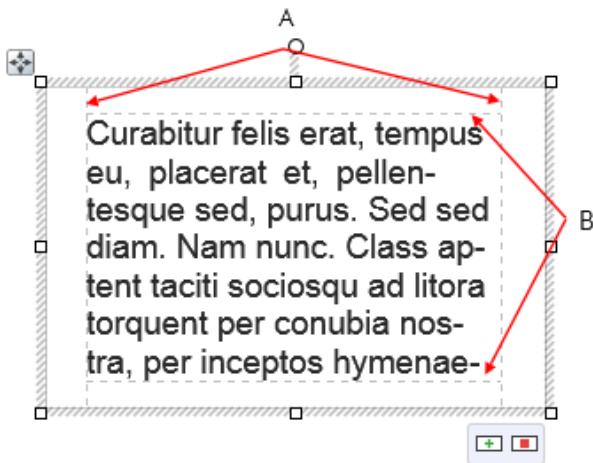 A
Curabitur felis erat, tempus
eu, placerat et, pellen-
tesque sed, purus. Sed sed
diam. Nam nunc. Class ap-
tent taciti sociosqu ad litora
torquent per conubia nos-
tra, per inceptos hymenae-
B